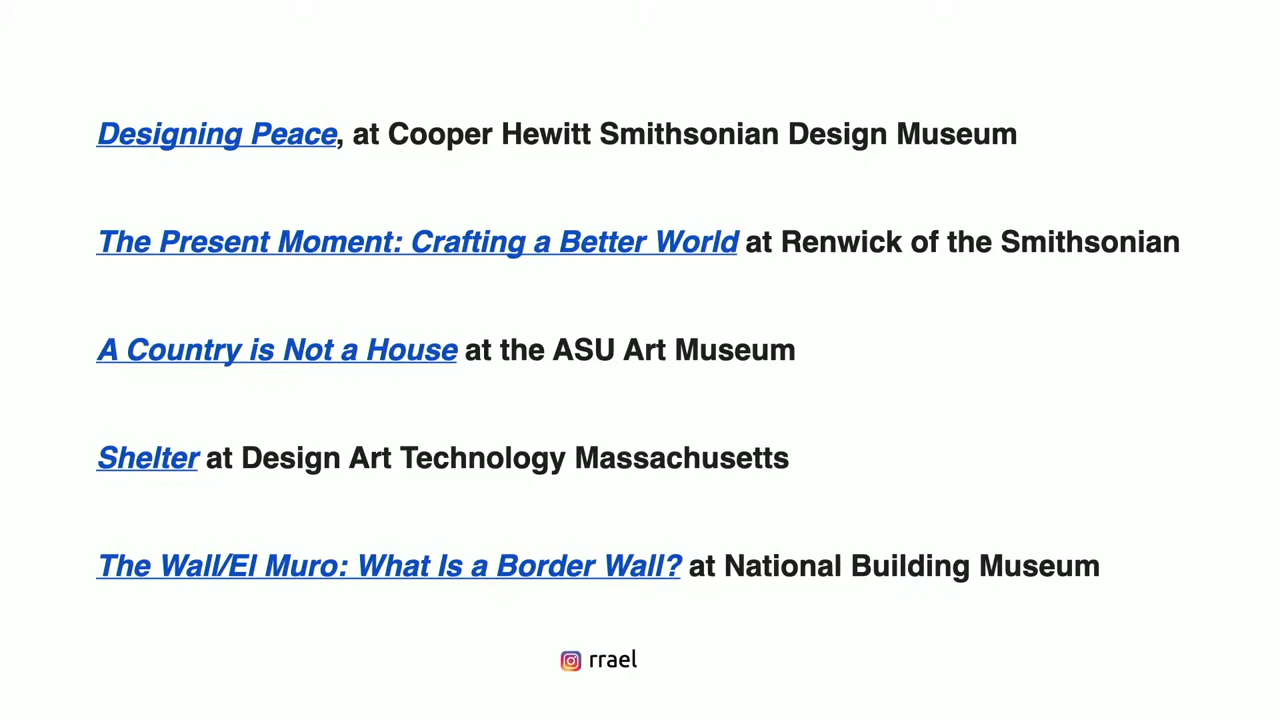 Designing Peace, at Cooper Hewitt Smithsonian Design Museum
The Present Moment: Crafting a Better World at Renwick of the Smithsonian
A Country is Not a House at the ASU Art Museum
Shelter at Design Art Technology Massachusetts
The Wall/El Muro: What Is a Border Wall? at National Building Museum
rrael